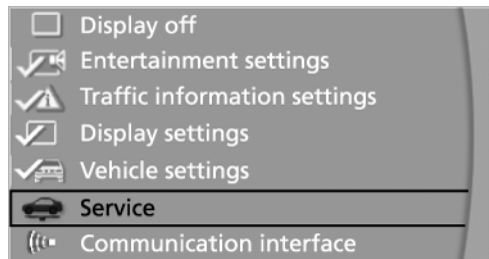 Display off
Entertainment settings
Traffic information settings
Display settings
Vehicle settings
Service
Communication interface